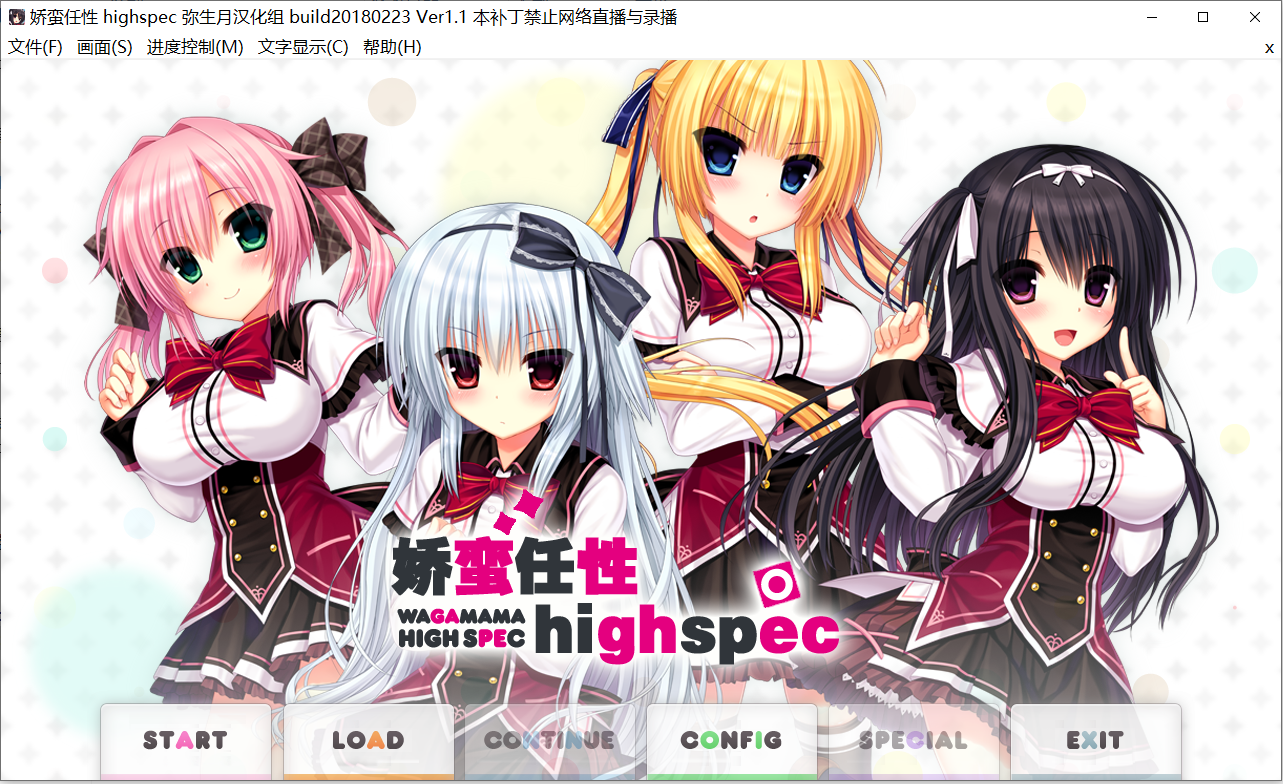 娇蛮任性 highspec 弥生月汉化组 build20180223 Ver1.1 本补丁禁止网络直播与录播
文件(F) 画面(S) 进度控制(M) 文字显示(C) 帮助(H) x
娇蛮任性
WAGAMAMA
HIGH SPEC
highspec
START LOAD CONTINUE CONFIG SPECIAL EXIT